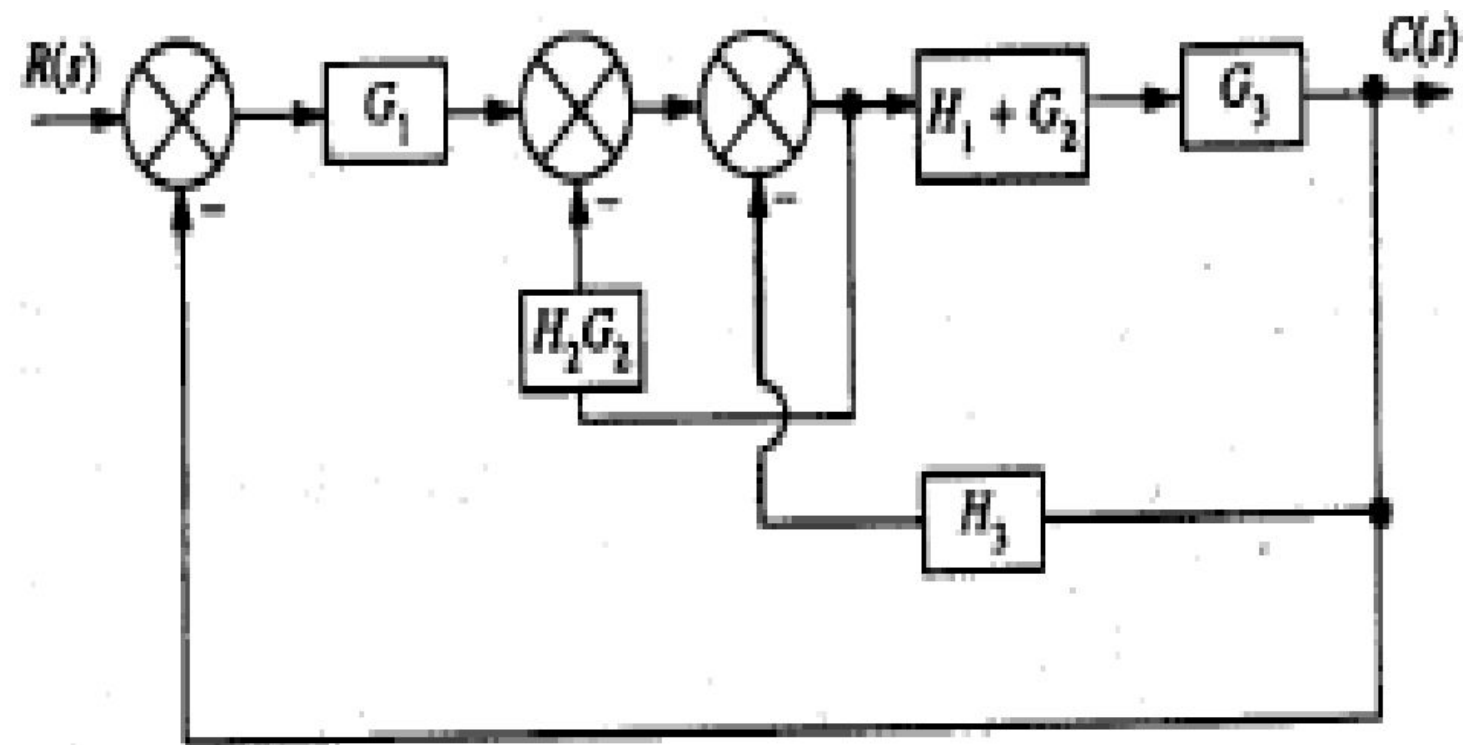 R(s)
G₁
H₁ + G₂
G₃
C(s)
-
-
-
H₂G₂
H₃